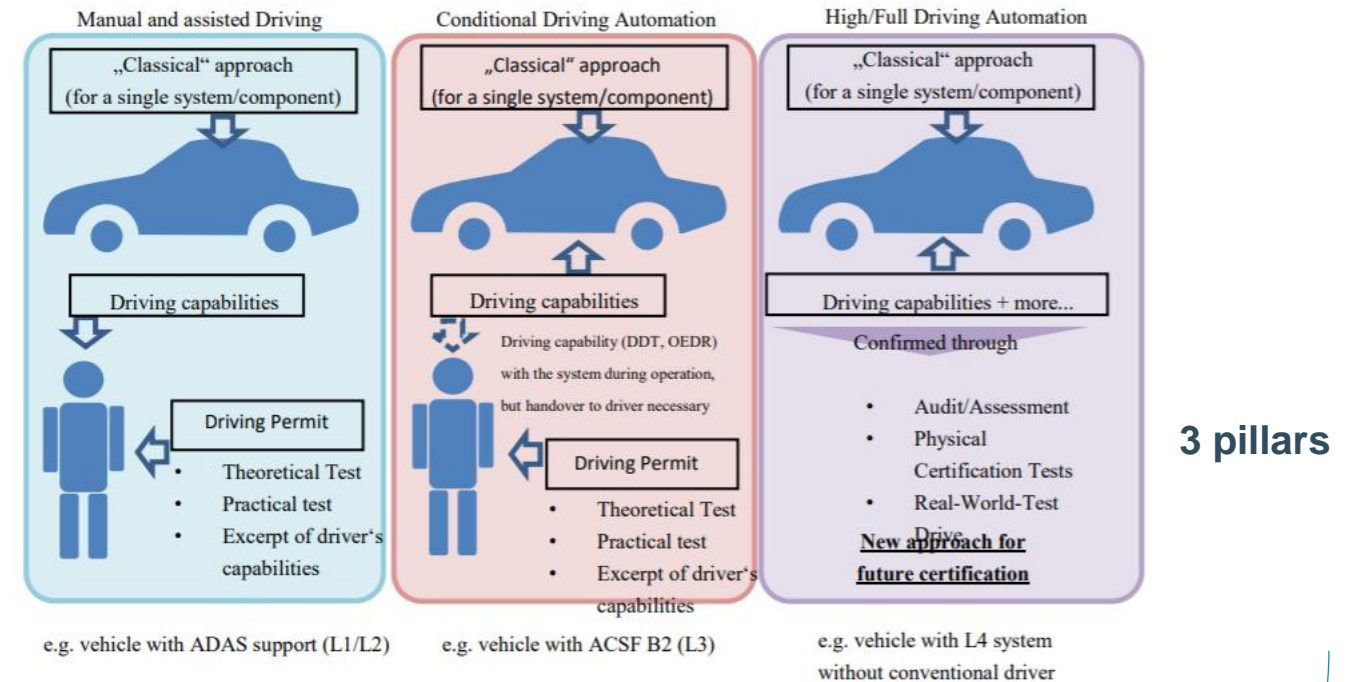 Manual and assisted Driving
„Classical“ approach
(for a single system/component)
Driving capabilities
Driving Permit
• Theoretical Test
• Practical test
• Excerpt of driver‘s
capabilities
e.g. vehicle with ADAS support (L1/L2)
Conditional Driving Automation
„Classical“ approach
(for a single system/component)
Driving capabilities
Driving capability (DDT, OEDR)
with the system during operation,
but handover to driver necessary
Driving Permit
• Theoretical Test
• Practical test
• Excerpt of driver‘s
capabilities
e.g. vehicle with ACSF B2 (L3)
High/Full Driving Automation
„Classical“ approach
(for a single system/component)
Driving capabilities + more...
Confirmed through
• Audit/Assessment
• Physical
Certification Tests
• Real-World-Test
Drive
New approach for
future certification
e.g. vehicle with L4 system
without conventional driver
3 pillars